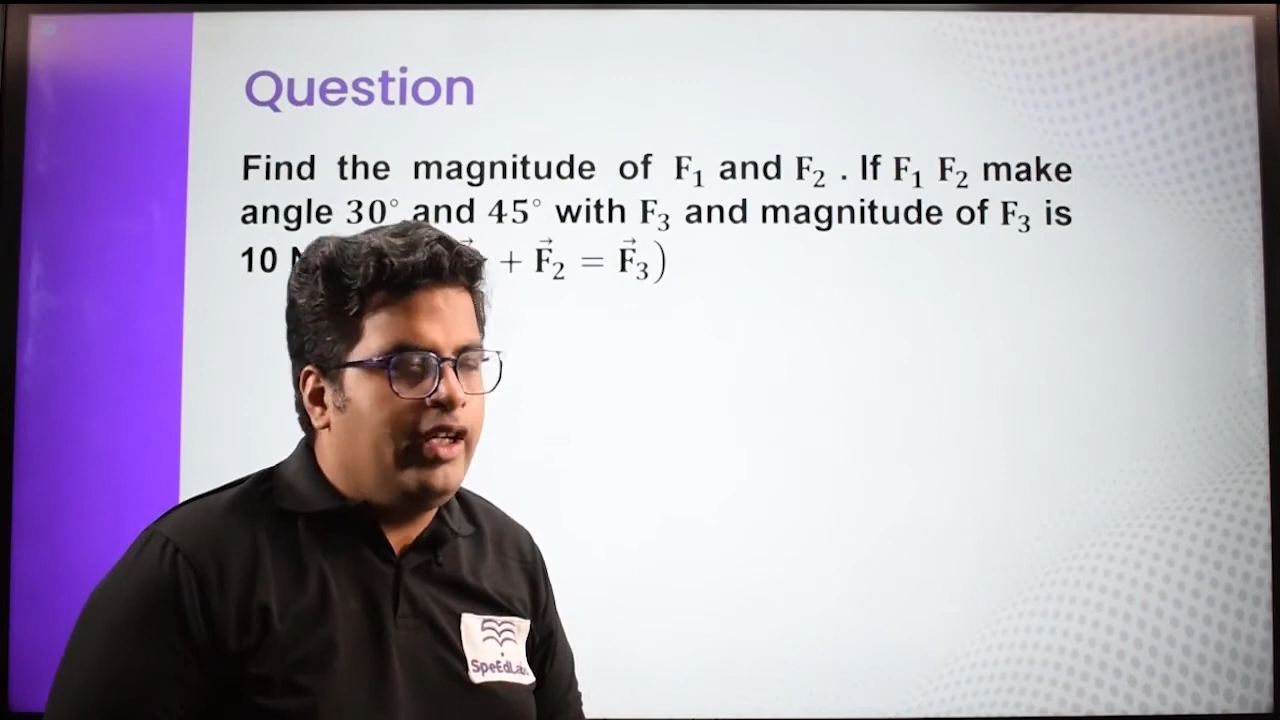 Question
Find the magnitude of F₁ and F₂ . If F₁ F₂ make
angle 30° and 45° with F₃ and magnitude of F₃ is
10 + F⃗₂ = F⃗₃)
SpeEdLa